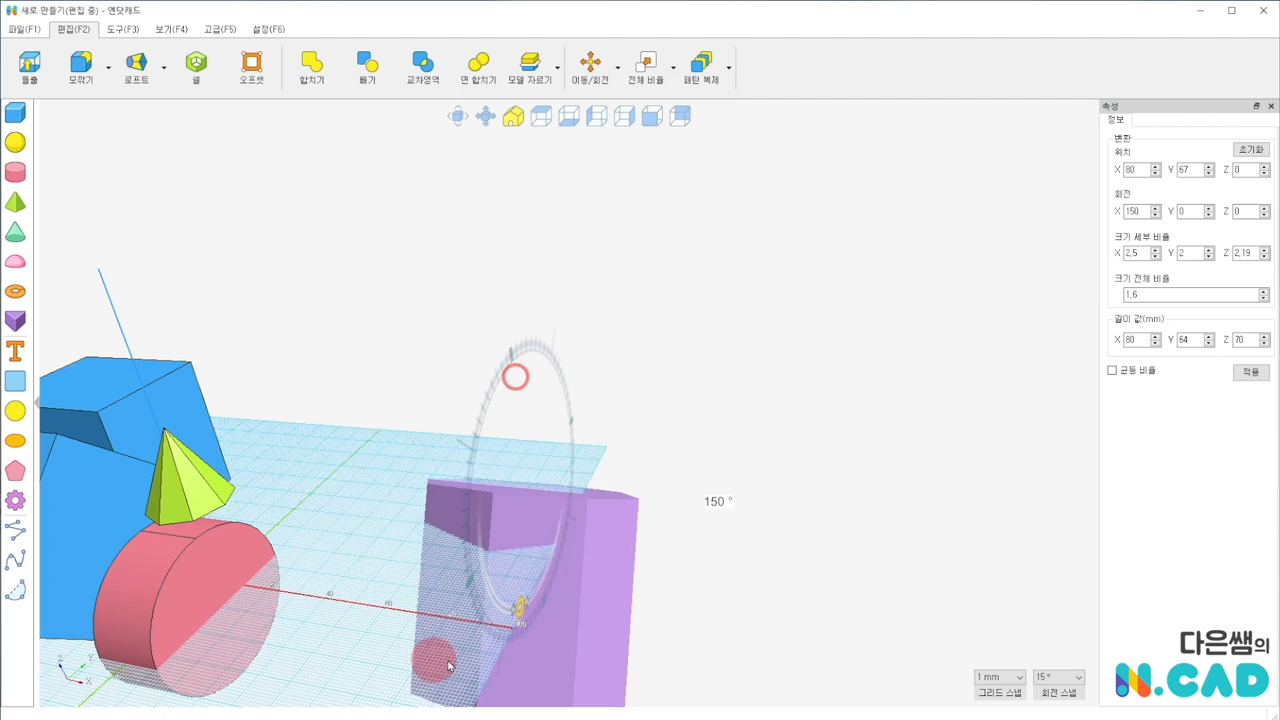 새로 만들기(편집 중) - 엔닷캐드
파일(F1) 편집(F2) 도구(F3) 보기(F4) 고급(F5) 설정(F6)
돌출 모깎기 로프트 쉘 오프셋 합치기 빼기 교차영역 면 합치기 모델 자르기 이동/회전 전체 비율 패턴 복제
속성
정보
변환
위치 초기화
X 80 Y 67 Z 0
회전
X 150 Y 0 Z 0
크기 세부 비율
X 2,5 Y 2 Z 2,19
크기 전체 비율
1,6
길이 값(mm)
X 80 Y 64 Z 70
균등 비율 적용
150 °
40
60
Z Y X
다은쌤의
N.CAD
1 mm 15°
그리드 스냅 회전 스냅